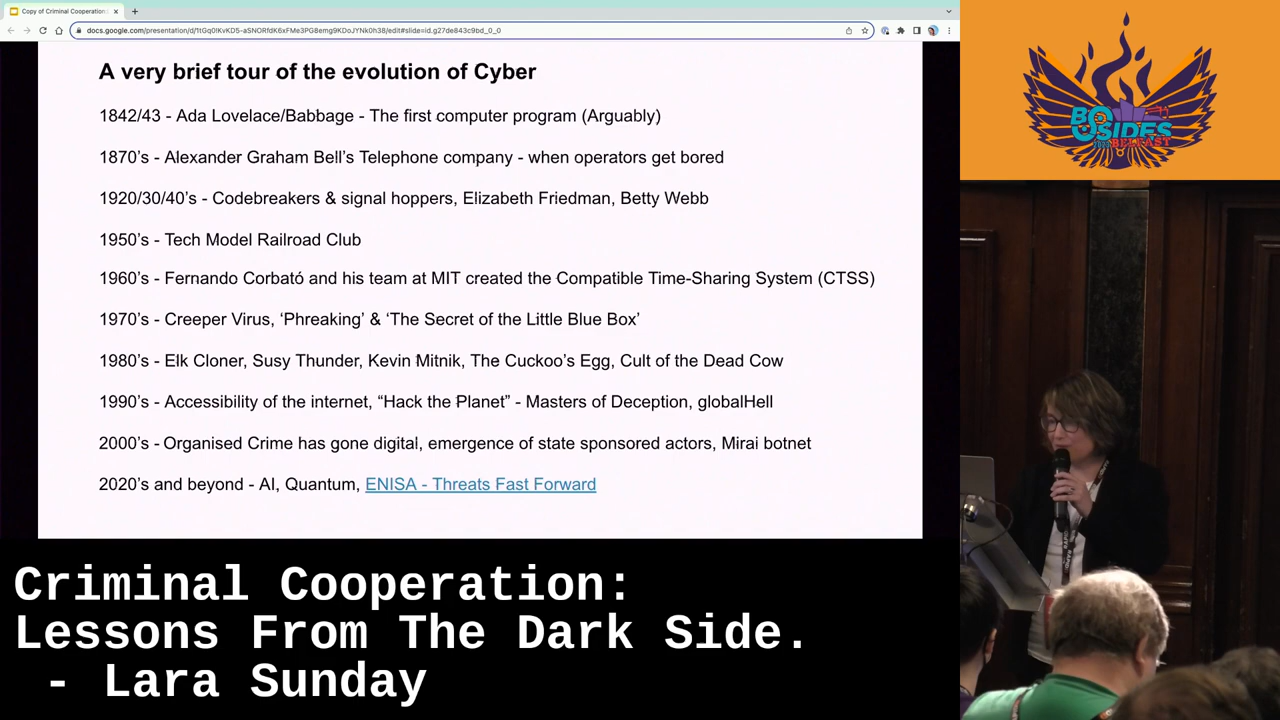 Copy of Criminal Cooperation
docs.google.com/presentation/d/1tGq0lKvKD5-aSNORfdK6xFMe3PG8emg9KDoJYNk0h38/edit#slide=id.g27de843c9bd_0_0
A very brief tour of the evolution of Cyber
1842/43 - Ada Lovelace/Babbage - The first computer program (Arguably)
1870’s - Alexander Graham Bell’s Telephone company - when operators get bored
1920/30/40’s - Codebreakers & signal hoppers, Elizabeth Friedman, Betty Webb
1950’s - Tech Model Railroad Club
1960’s - Fernando Corbató and his team at MIT created the Compatible Time-Sharing System (CTSS)
1970’s - Creeper Virus, ‘Phreaking’ & ‘The Secret of the Little Blue Box’
1980’s - Elk Cloner, Susy Thunder, Kevin Mitnik, The Cuckoo’s Egg, Cult of the Dead Cow
1990’s - Accessibility of the internet, “Hack the Planet” - Masters of Deception, globalHell
2000’s - Organised Crime has gone digital, emergence of state sponsored actors, Mirai botnet
2020’s and beyond - AI, Quantum, ENISA - Threats Fast Forward
BSIDES
2023 BELFAST
Criminal Cooperation:
Lessons From The Dark Side.
- Lara Sunday